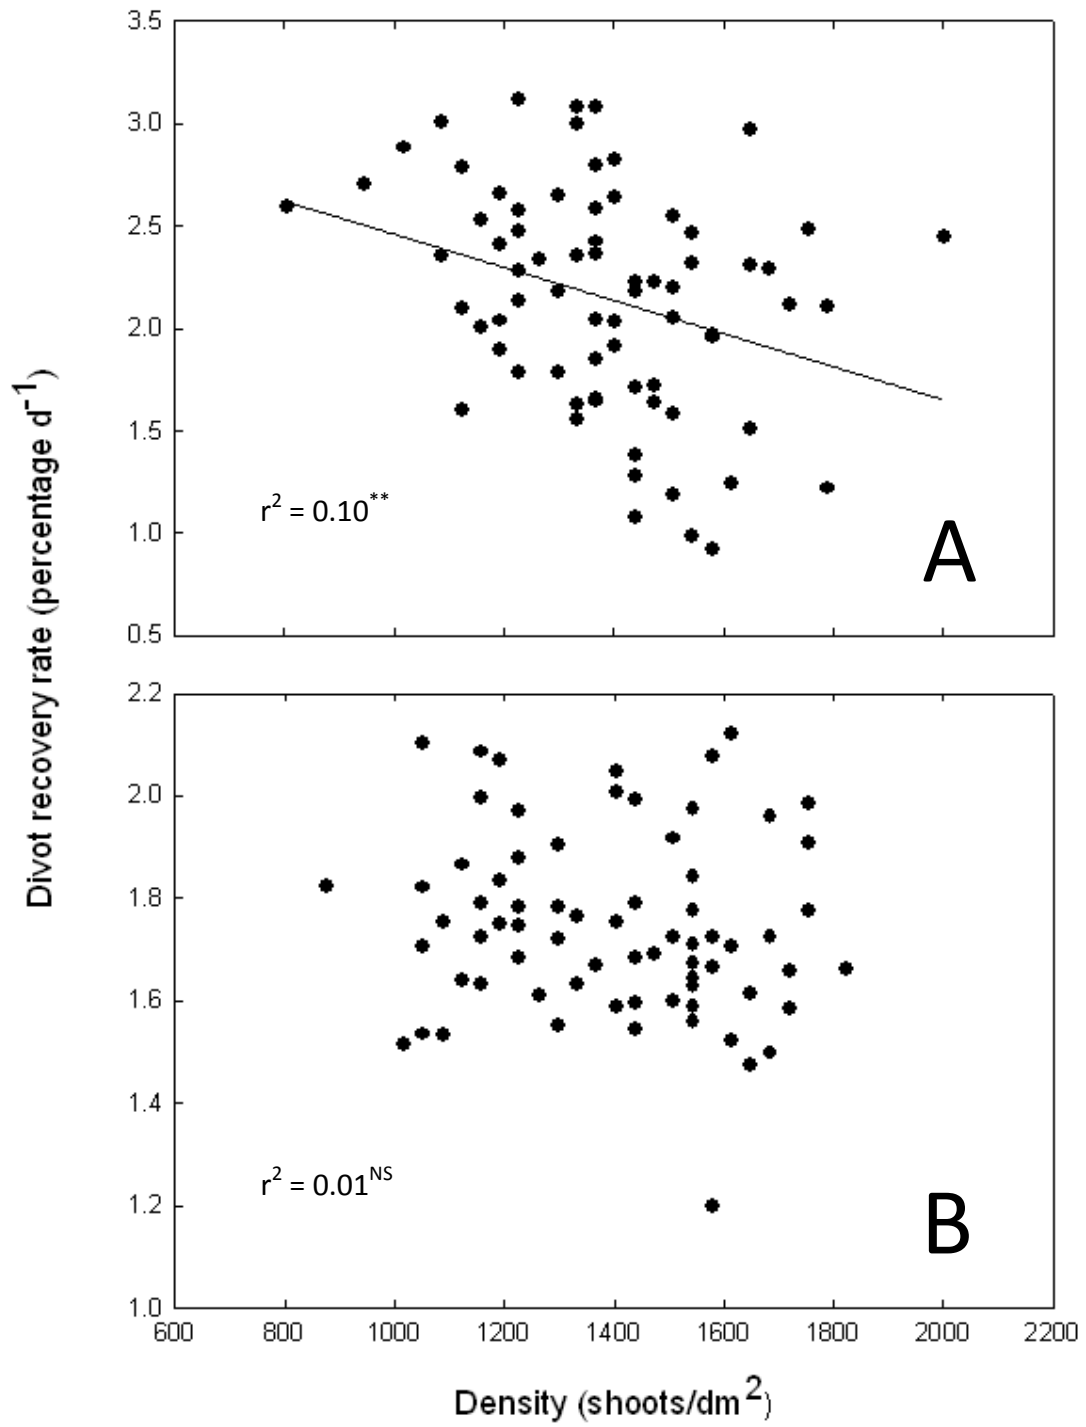 3.5
3.0
2.5
2.0
1.5
1.0
0.5
r² = 0.10**
A
Divot recovery rate (percentage d⁻¹)
2.2
2.0
1.8
1.6
1.4
1.2
1.0
r² = 0.01ᴺˢ
B
600 800 1000 1200 1400 1600 1800 2000 2200
Density (shoots/dm²)